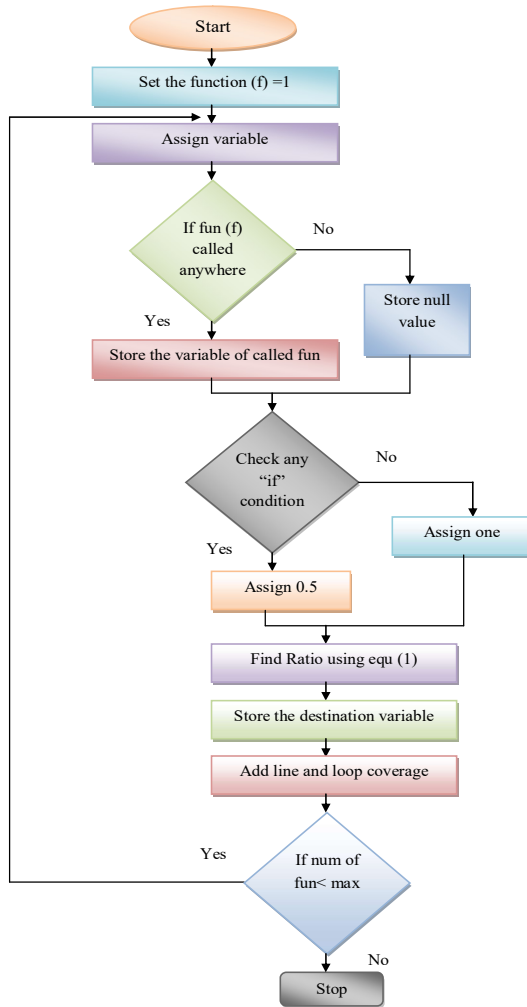 Start
Set the function (f) =1
Assign variable
If fun (f)
called
anywhere
No
Store null
value
Yes
Store the variable of called fun
Check any
“if”
condition
No
Assign one
Yes
Assign 0.5
Find Ratio using equ (1)
Store the destination variable
Add line and loop coverage
Yes
If num of
fun< max
No
Stop